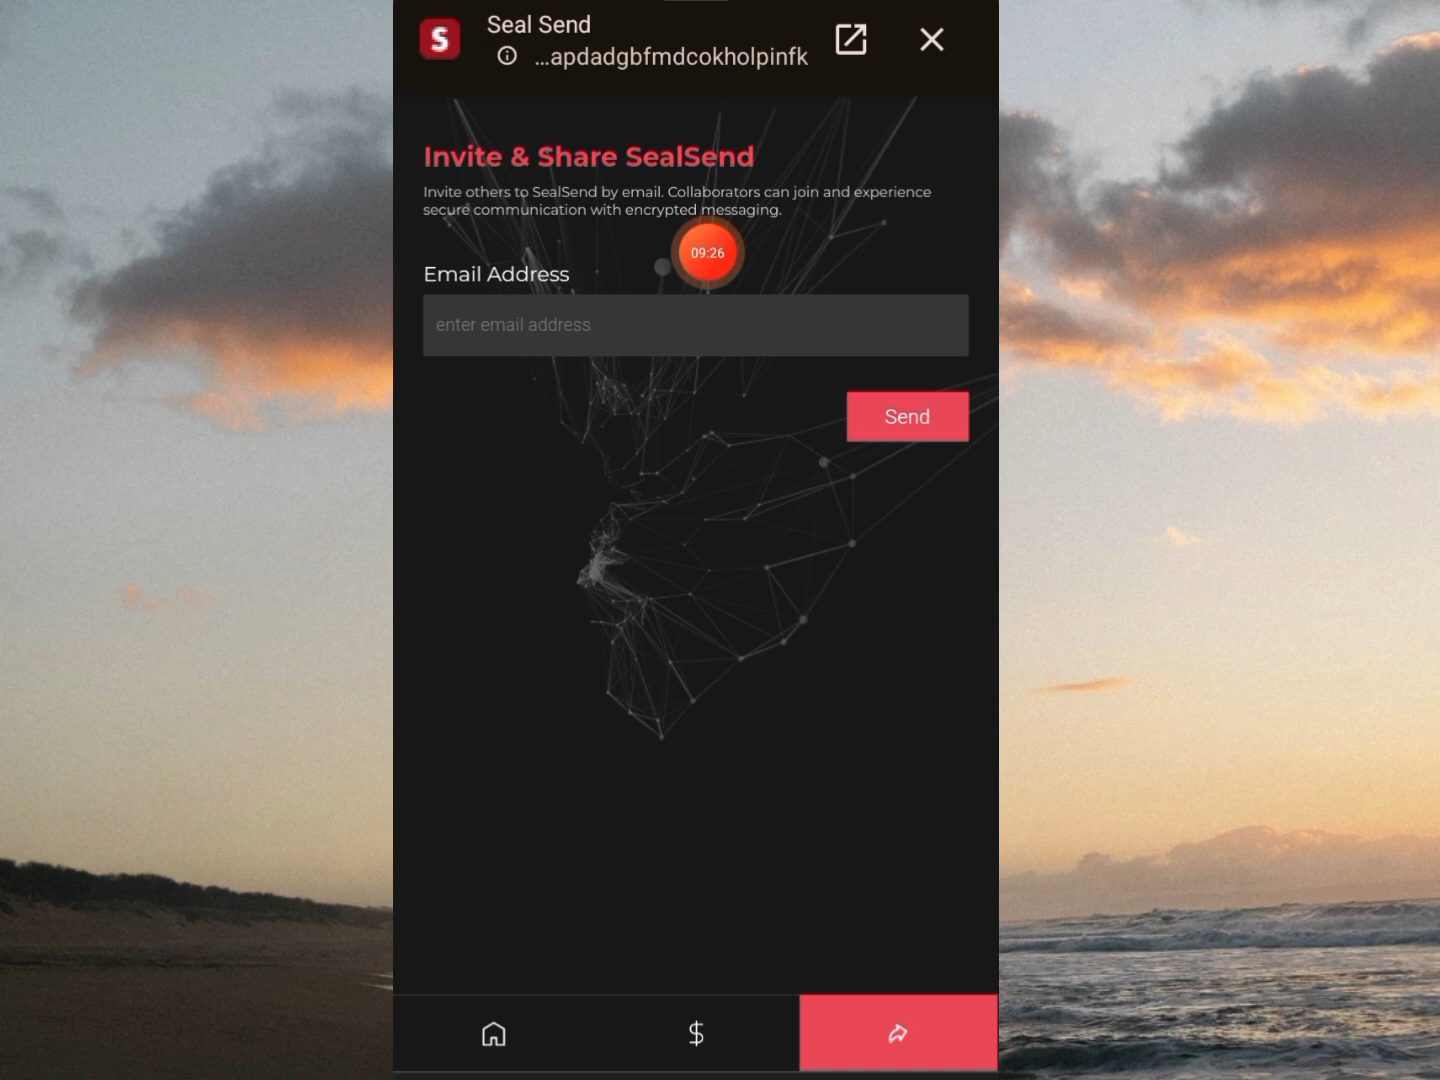 S
Seal Send
...apdadgbfmdcokholpinfk
Invite & Share SealSend
Invite others to SealSend by email. Collaborators can join and experience
secure communication with encrypted messaging.
09:26
Email Address
enter email address
Send
$